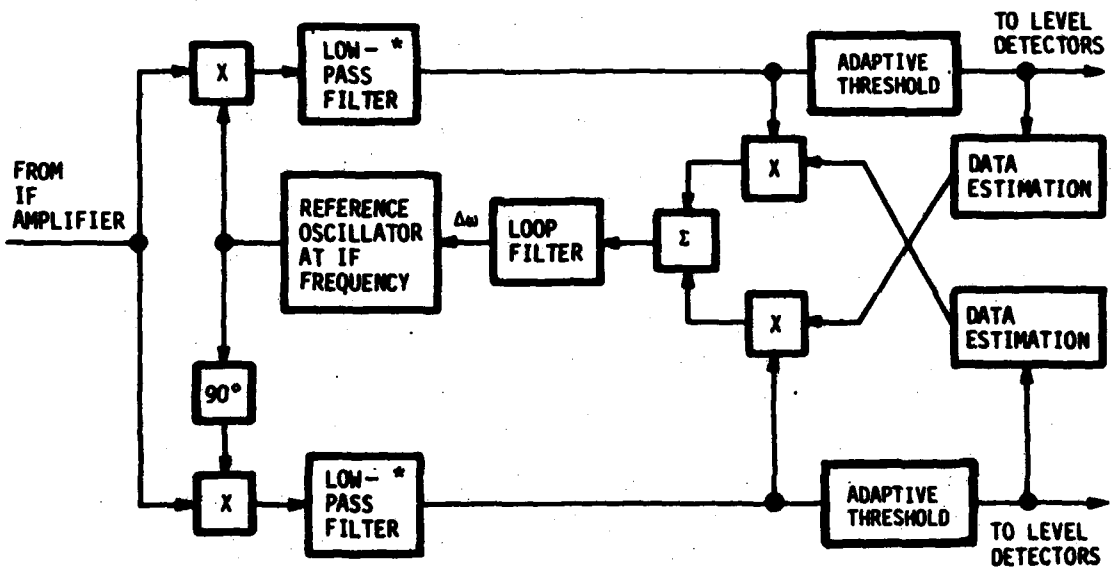 TO LEVEL
DETECTORS
LOW- *
PASS
FILTER
X
ADAPTIVE
THRESHOLD
FROM
IF
AMPLIFIER
X
DATA
ESTIMATION
REFERENCE
OSCILLATOR
AT IF
FREQUENCY
Δω
LOOP
FILTER
Σ
X
DATA
ESTIMATION
90°
X
LOW- *
PASS
FILTER
ADAPTIVE
THRESHOLD
TO LEVEL
DETECTORS